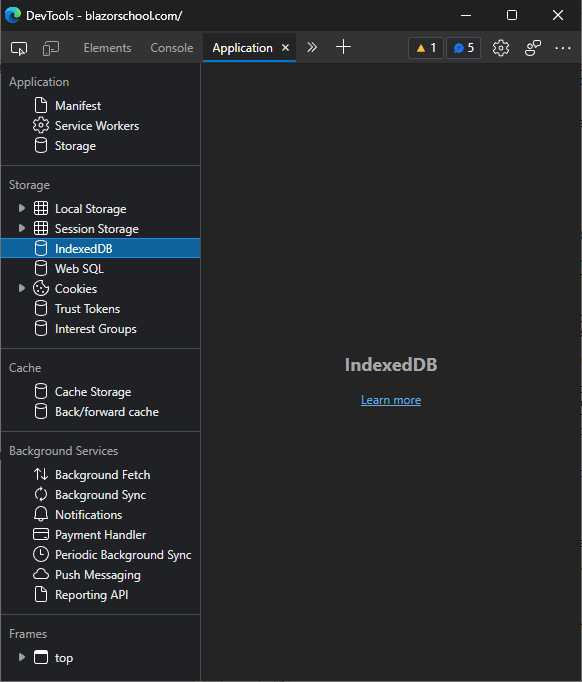 DevTools - blazorschool.com/
Elements Console Application 1 5
Application
Manifest
Service Workers
Storage
Storage
Local Storage
Session Storage
IndexedDB
Web SQL
Cookies
Trust Tokens
Interest Groups
IndexedDB
Learn more
Cache
Cache Storage
Back/forward cache
Background Services
Background Fetch
Background Sync
Notifications
Payment Handler
Periodic Background Sync
Push Messaging
Reporting API
Frames
top